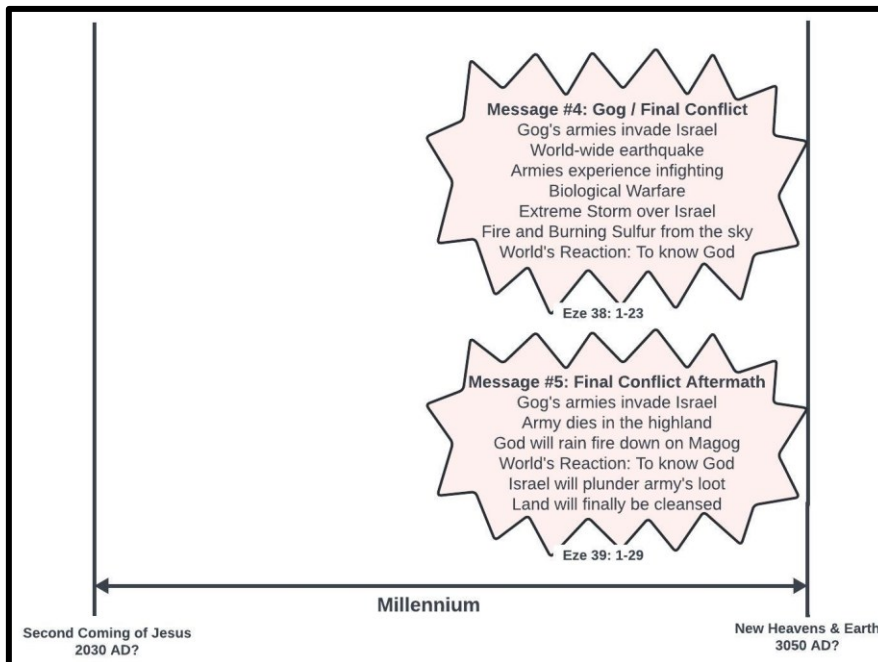 Message #4: Gog / Final Conflict
Gog's armies invade Israel
World-wide earthquake
Armies experience infighting
Biological Warfare
Extreme Storm over Israel
Fire and Burning Sulfur from the sky
World's Reaction: To know God
Eze 38: 1-23
Message #5: Final Conflict Aftermath
Gog's armies invade Israel
Army dies in the highland
God will rain fire down on Magog
World's Reaction: To know God
Israel will plunder army's loot
Land will finally be cleansed
Eze 39: 1-29
Millennium
Second Coming of Jesus
2030 AD?
New Heavens & Earth
3050 AD?